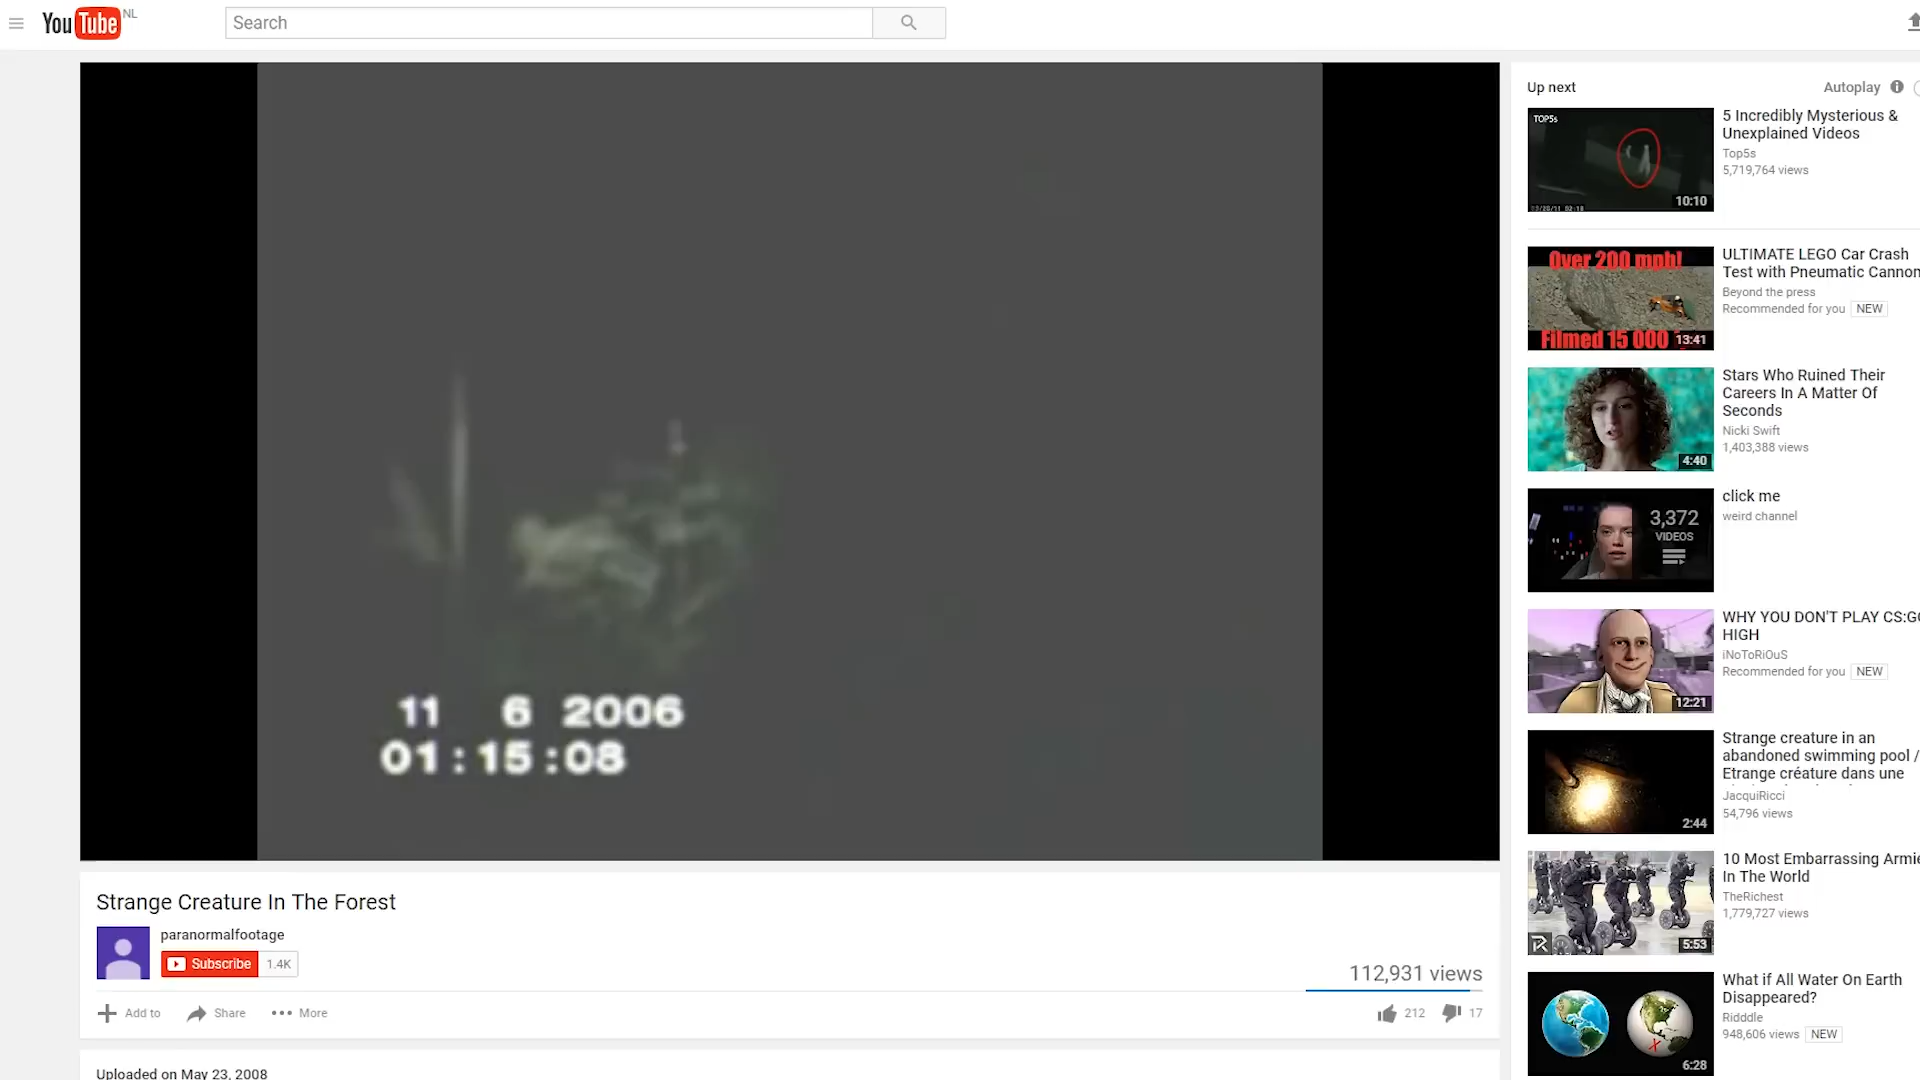 YouTube NL
Search
11 6 2006
01:15:08
Strange Creature In The Forest
paranormalfootage
Subscribe 1.4K
112,931 views
Add to Share More
212 17
Uploaded on May 23, 2008
Up next Autoplay
TOP5s
10:10
5 Incredibly Mysterious &
Unexplained Videos
Top5s
5,719,764 views
Over 200 mph!
Filmed 15 000
13:41
ULTIMATE LEGO Car Crash
Test with Pneumatic Cannon
Beyond the press
Recommended for you NEW
4:40
Stars Who Ruined Their
Careers In A Matter Of
Seconds
Nicki Swift
1,403,388 views
3,372
VIDEOS
click me
weird channel
12:21
WHY YOU DON'T PLAY CS:GO
HIGH
iNoToRiOuS
Recommended for you NEW
2:44
Strange creature in an
abandoned swimming pool /
Etrange créature dans une
JacquiRicci
54,796 views
R
5:53
10 Most Embarrassing Armie
In The World
TheRichest
1,779,727 views
6:28
What if All Water On Earth
Disappeared?
Ridddle
948,606 views NEW